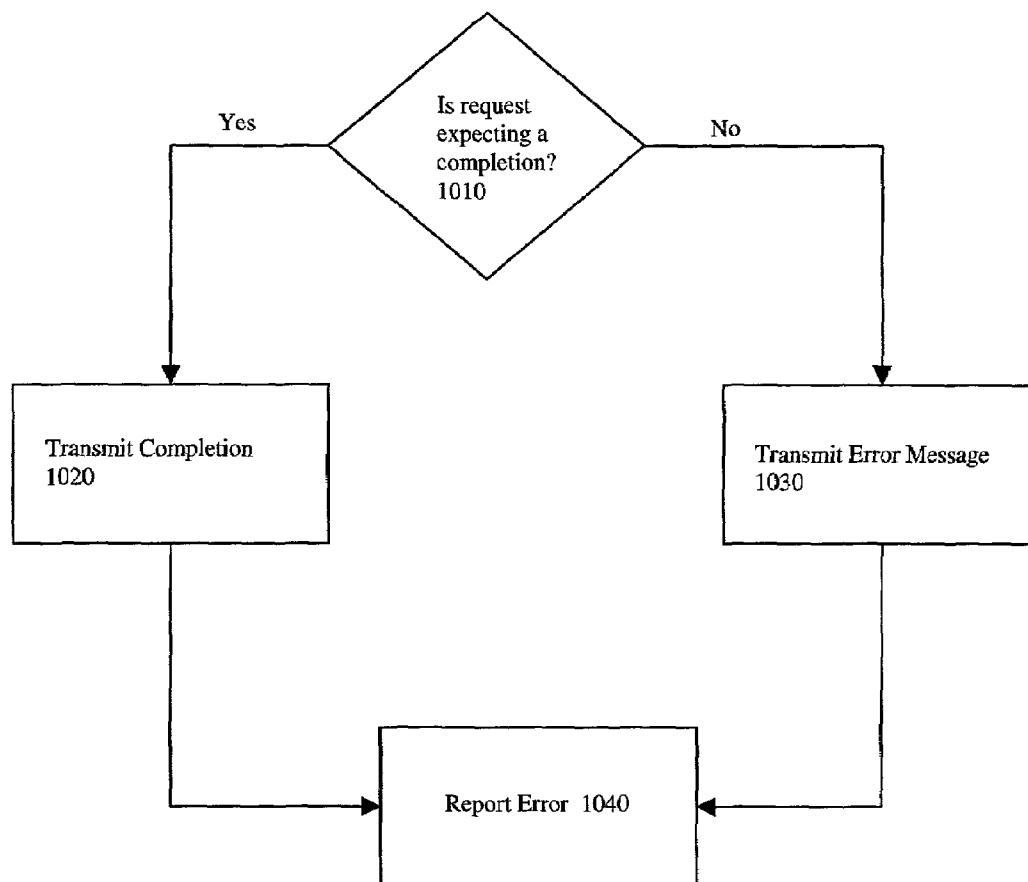 Is request
expecting a
completion?
1010
Yes
No
Transmit Completion
1020
Transmit Error Message
1030
Report Error 1040